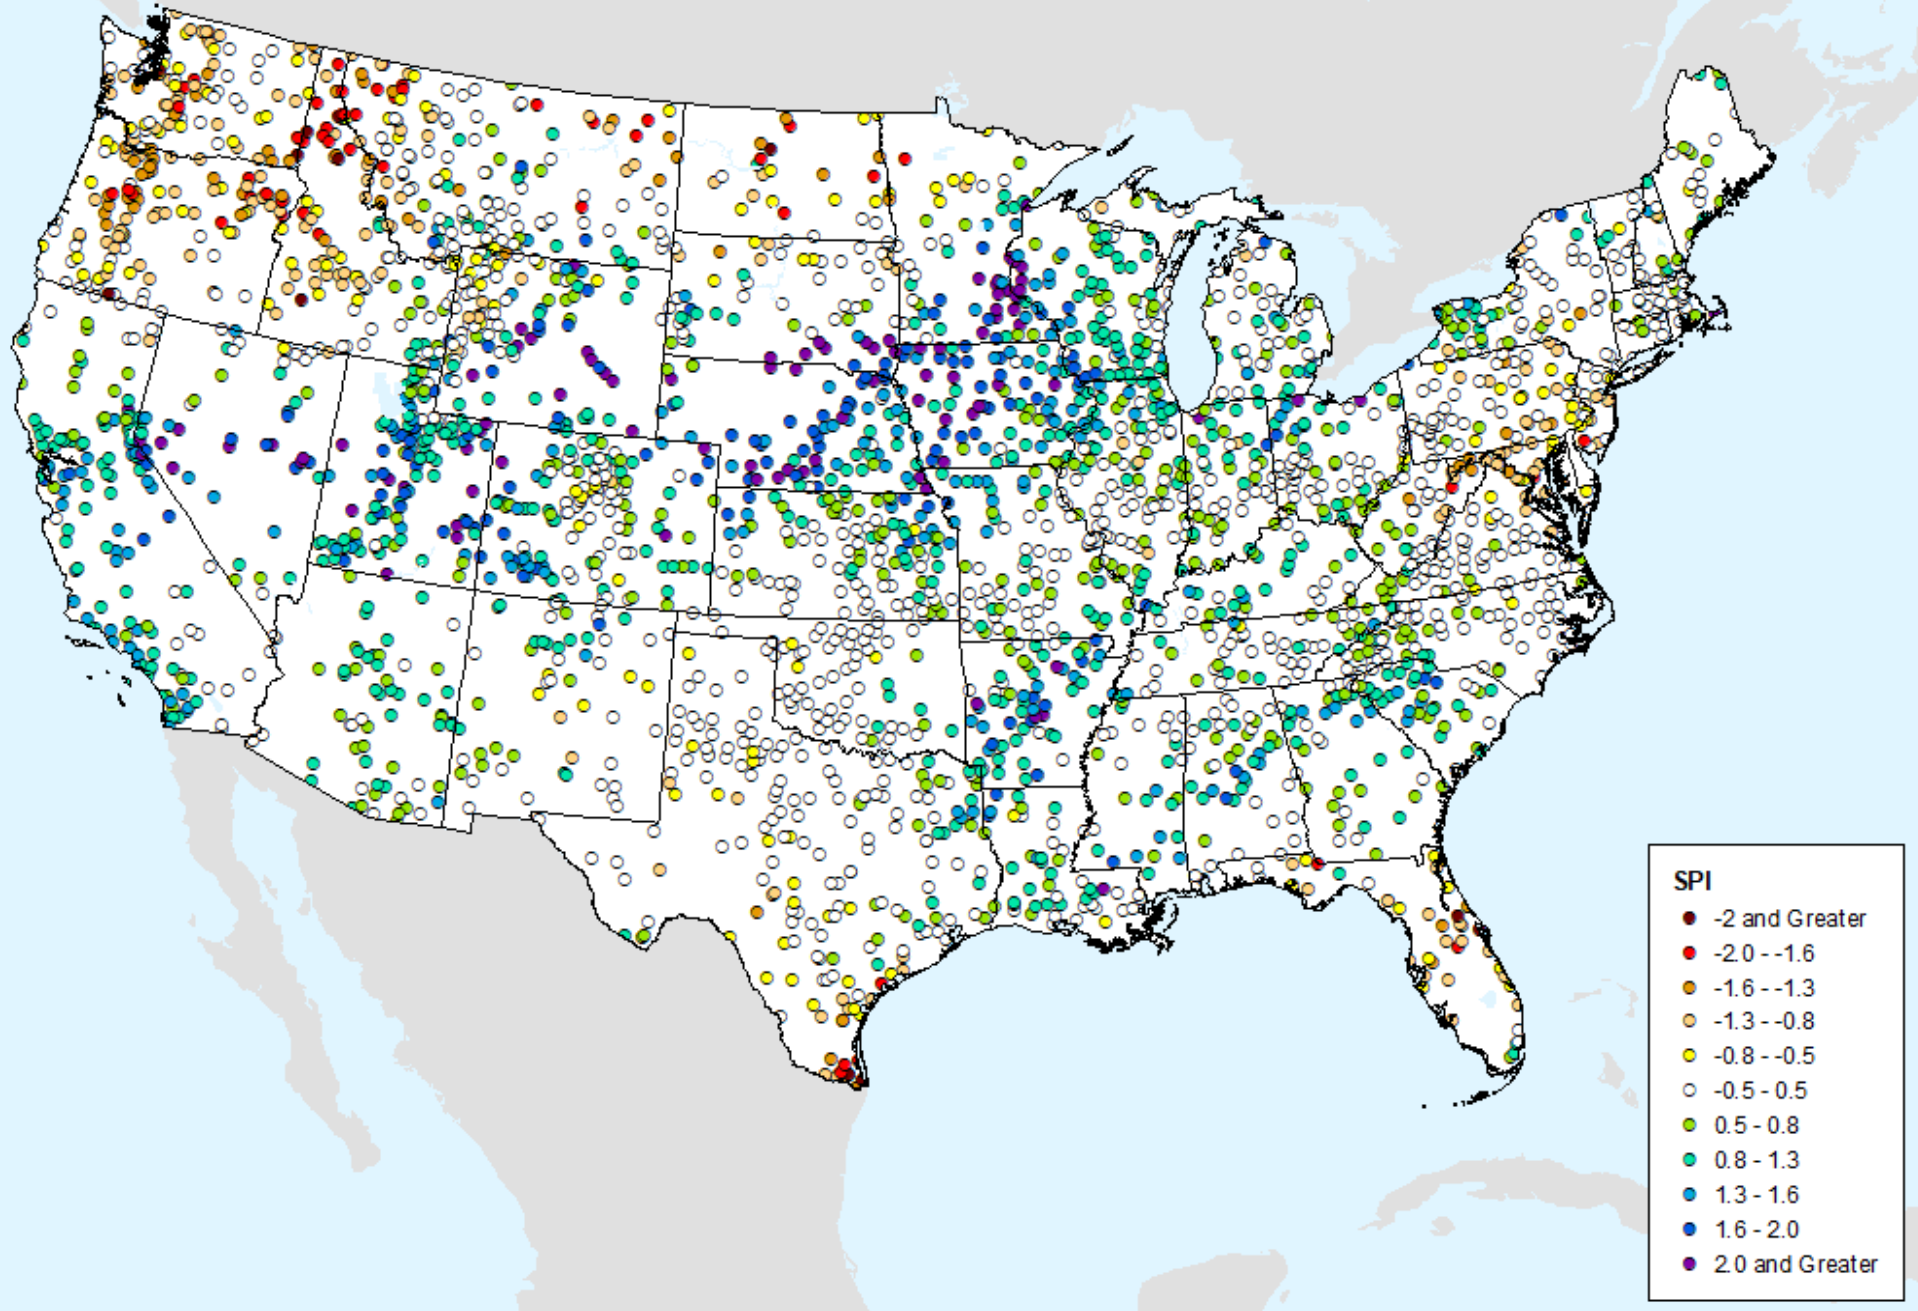 SPI
-2 and Greater
-2.0 - -1.6
-1.6 - -1.3
-1.3 - -0.8
-0.8 - -0.5
-0.5 - 0.5
0.5 - 0.8
0.8 - 1.3
1.3 - 1.6
1.6 - 2.0
2.0 and Greater